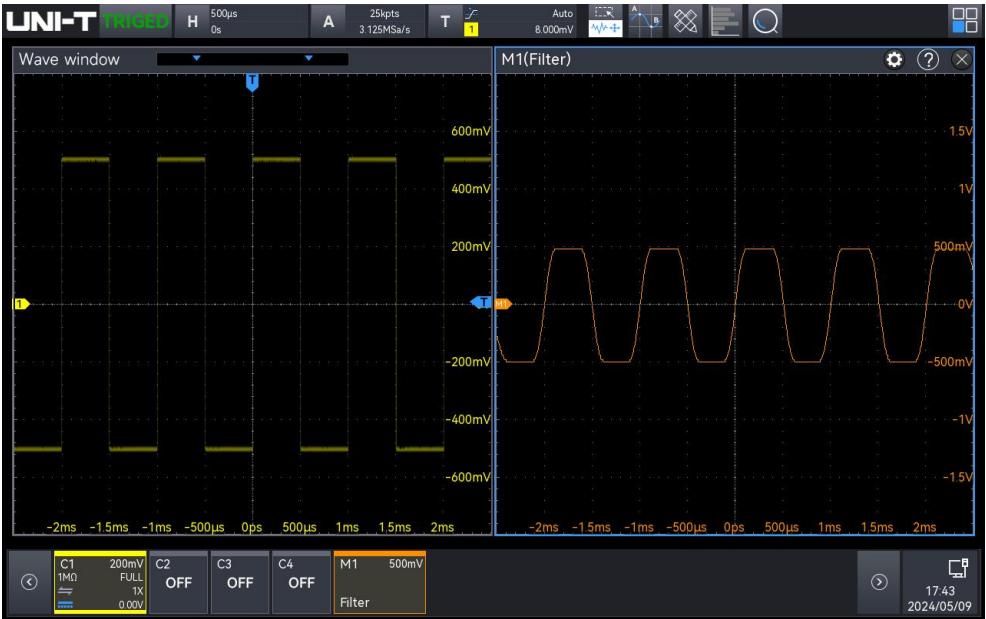 UNI-T TRIGED H 500μs 0s A 25kpts 3.125MSa/s T 1 Auto 8.000mV A B
Wave window
T
M1(Filter) ?
600mV
400mV
200mV
1 T
-200mV
-400mV
-600mV
-2ms -1.5ms -1ms -500μs 0ps 500μs 1ms 1.5ms 2ms
1.5V
1V
500mV
M1 0V
-500mV
-1V
-1.5V
-2ms -1.5ms -1ms -500μs 0ps 500μs 1ms 1.5ms 2ms
C1 200mV
1MΩ FULL
1X
0.00V
C2
OFF
C3
OFF
C4
OFF
M1 500mV
Filter
17:43
2024/05/09